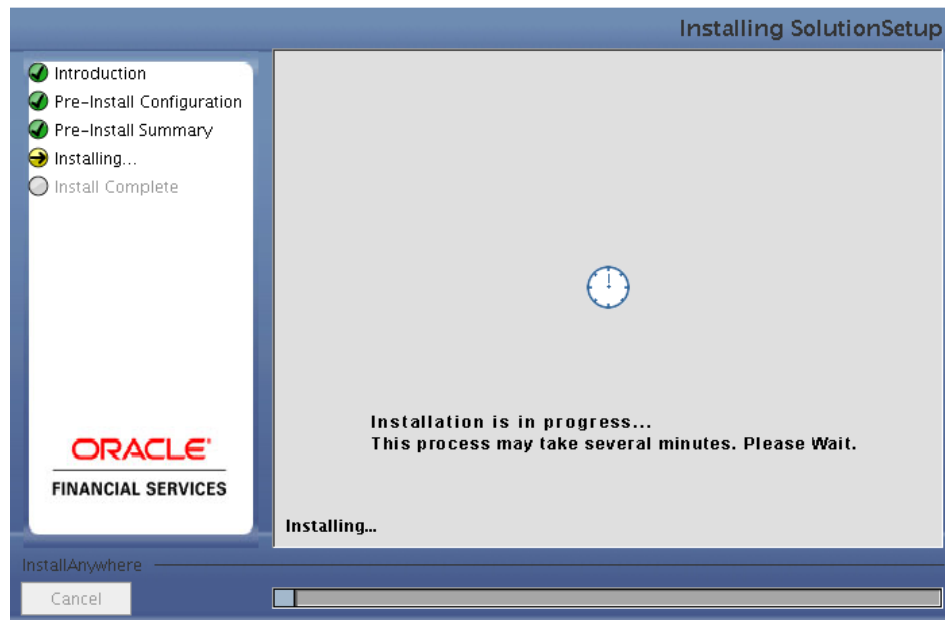 Installing SolutionSetup
Introduction
Pre-Install Configuration
Pre-Install Summary
Installing...
Install Complete
Installation is in progress...
This process may take several minutes. Please Wait.
ORACLE
FINANCIAL SERVICES
Installing...
InstallAnywhere
Cancel